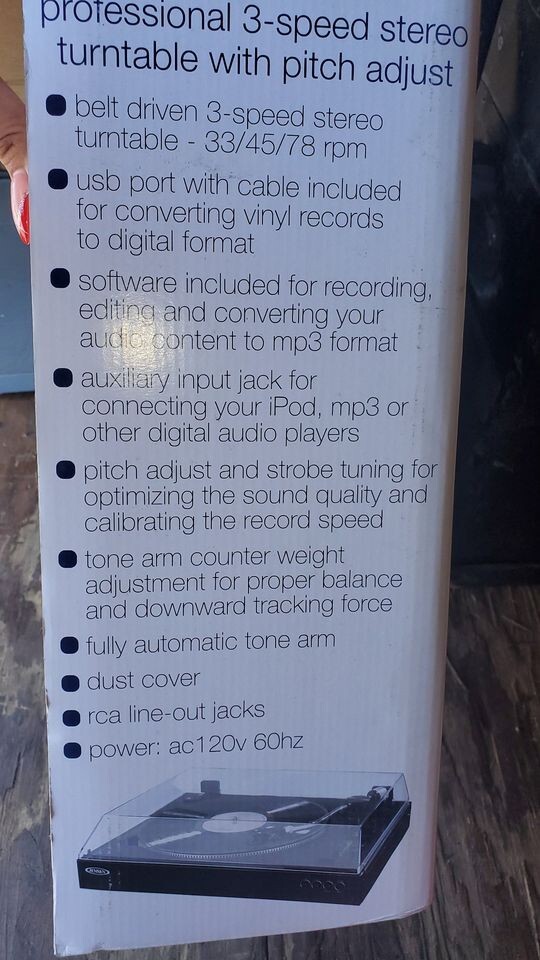 professional 3-speed stereo
turntable with pitch adjust
belt driven 3-speed stereo
turntable - 33/45/78 rpm
usb port with cable included
for converting vinyl records
to digital format
software included for recording,
editing and converting your
audio content to mp3 format
auxiliary input jack for
connecting your iPod, mp3 or
other digital audio players
pitch adjust and strobe tuning for
optimizing the sound quality and
calibrating the record speed
tone arm counter weight
adjustment for proper balance
and downward tracking force
fully automatic tone arm
dust cover
rca line-out jacks
power: ac120v 60hz
JENSEN